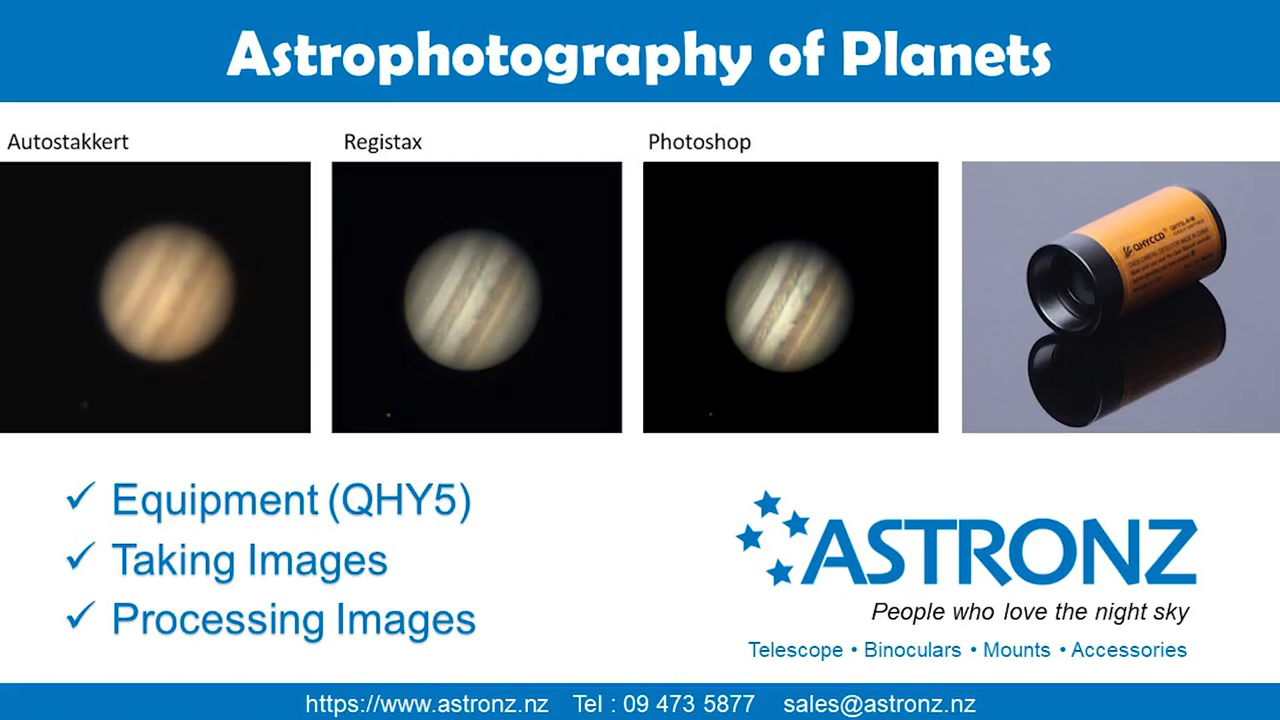 Astrophotography of Planets
Autostakkert
Registax
Photoshop
QHYCCD
✓ Equipment (QHY5)
✓ Taking Images
✓ Processing Images
ASTRONZ
People who love the night sky
Telescope • Binoculars • Mounts • Accessories
https://www.astronz.nz Tel : 09 473 5877 sales@astronz.nz